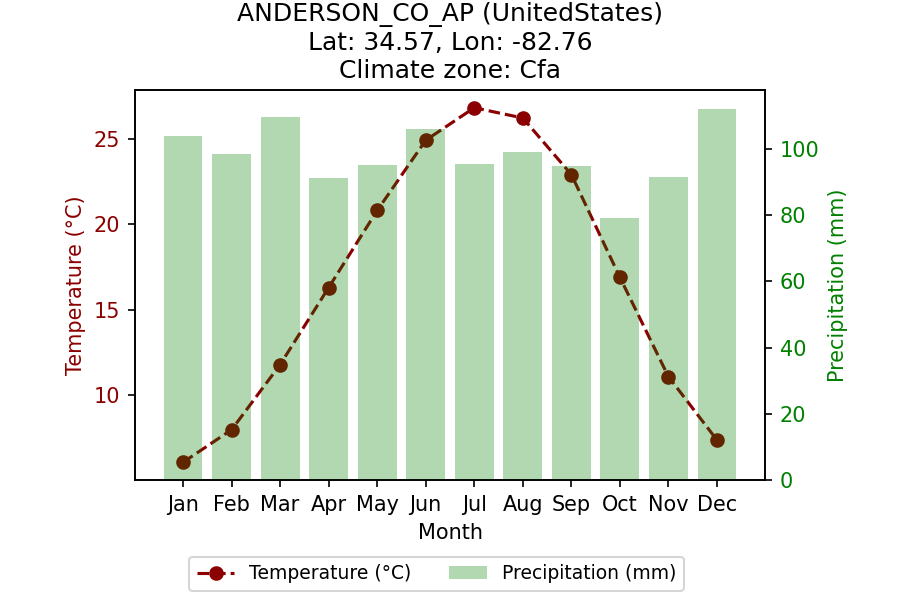 ANDERSON_CO_AP (UnitedStates)
Lat: 34.57, Lon: -82.76
Climate zone: Cfa
Temperature (°C)
25
20
15
10
Precipitation (mm)
100
80
60
40
20
0
Jan Feb Mar Apr May Jun Jul Aug Sep Oct Nov Dec
Month
Temperature (°C) Precipitation (mm)